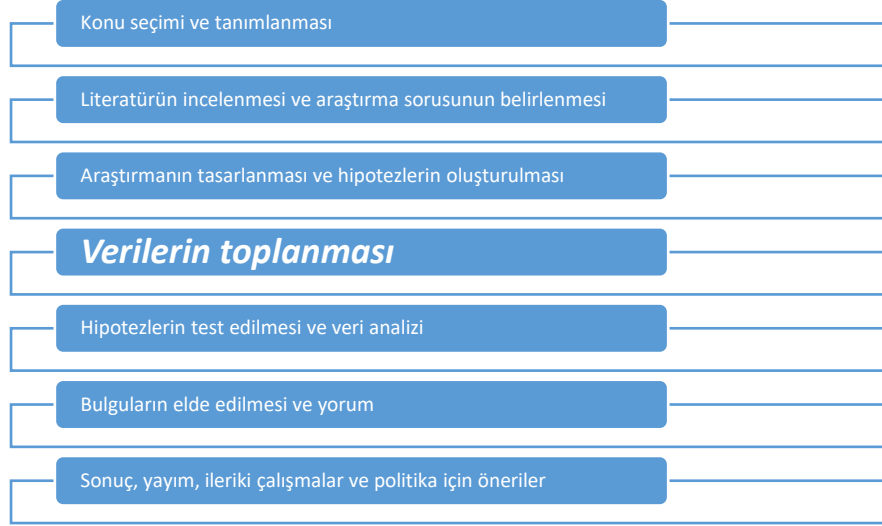 Konu seçimi ve tanımlanması
Literatürün incelenmesi ve araştırma sorusunun belirlenmesi
Araştırmanın tasarlanması ve hipotezlerin oluşturulması
Verilerin toplanması
Hipotezlerin test edilmesi ve veri analizi
Bulguların elde edilmesi ve yorum
Sonuç, yayım, ileriki çalışmalar ve politika için öneriler